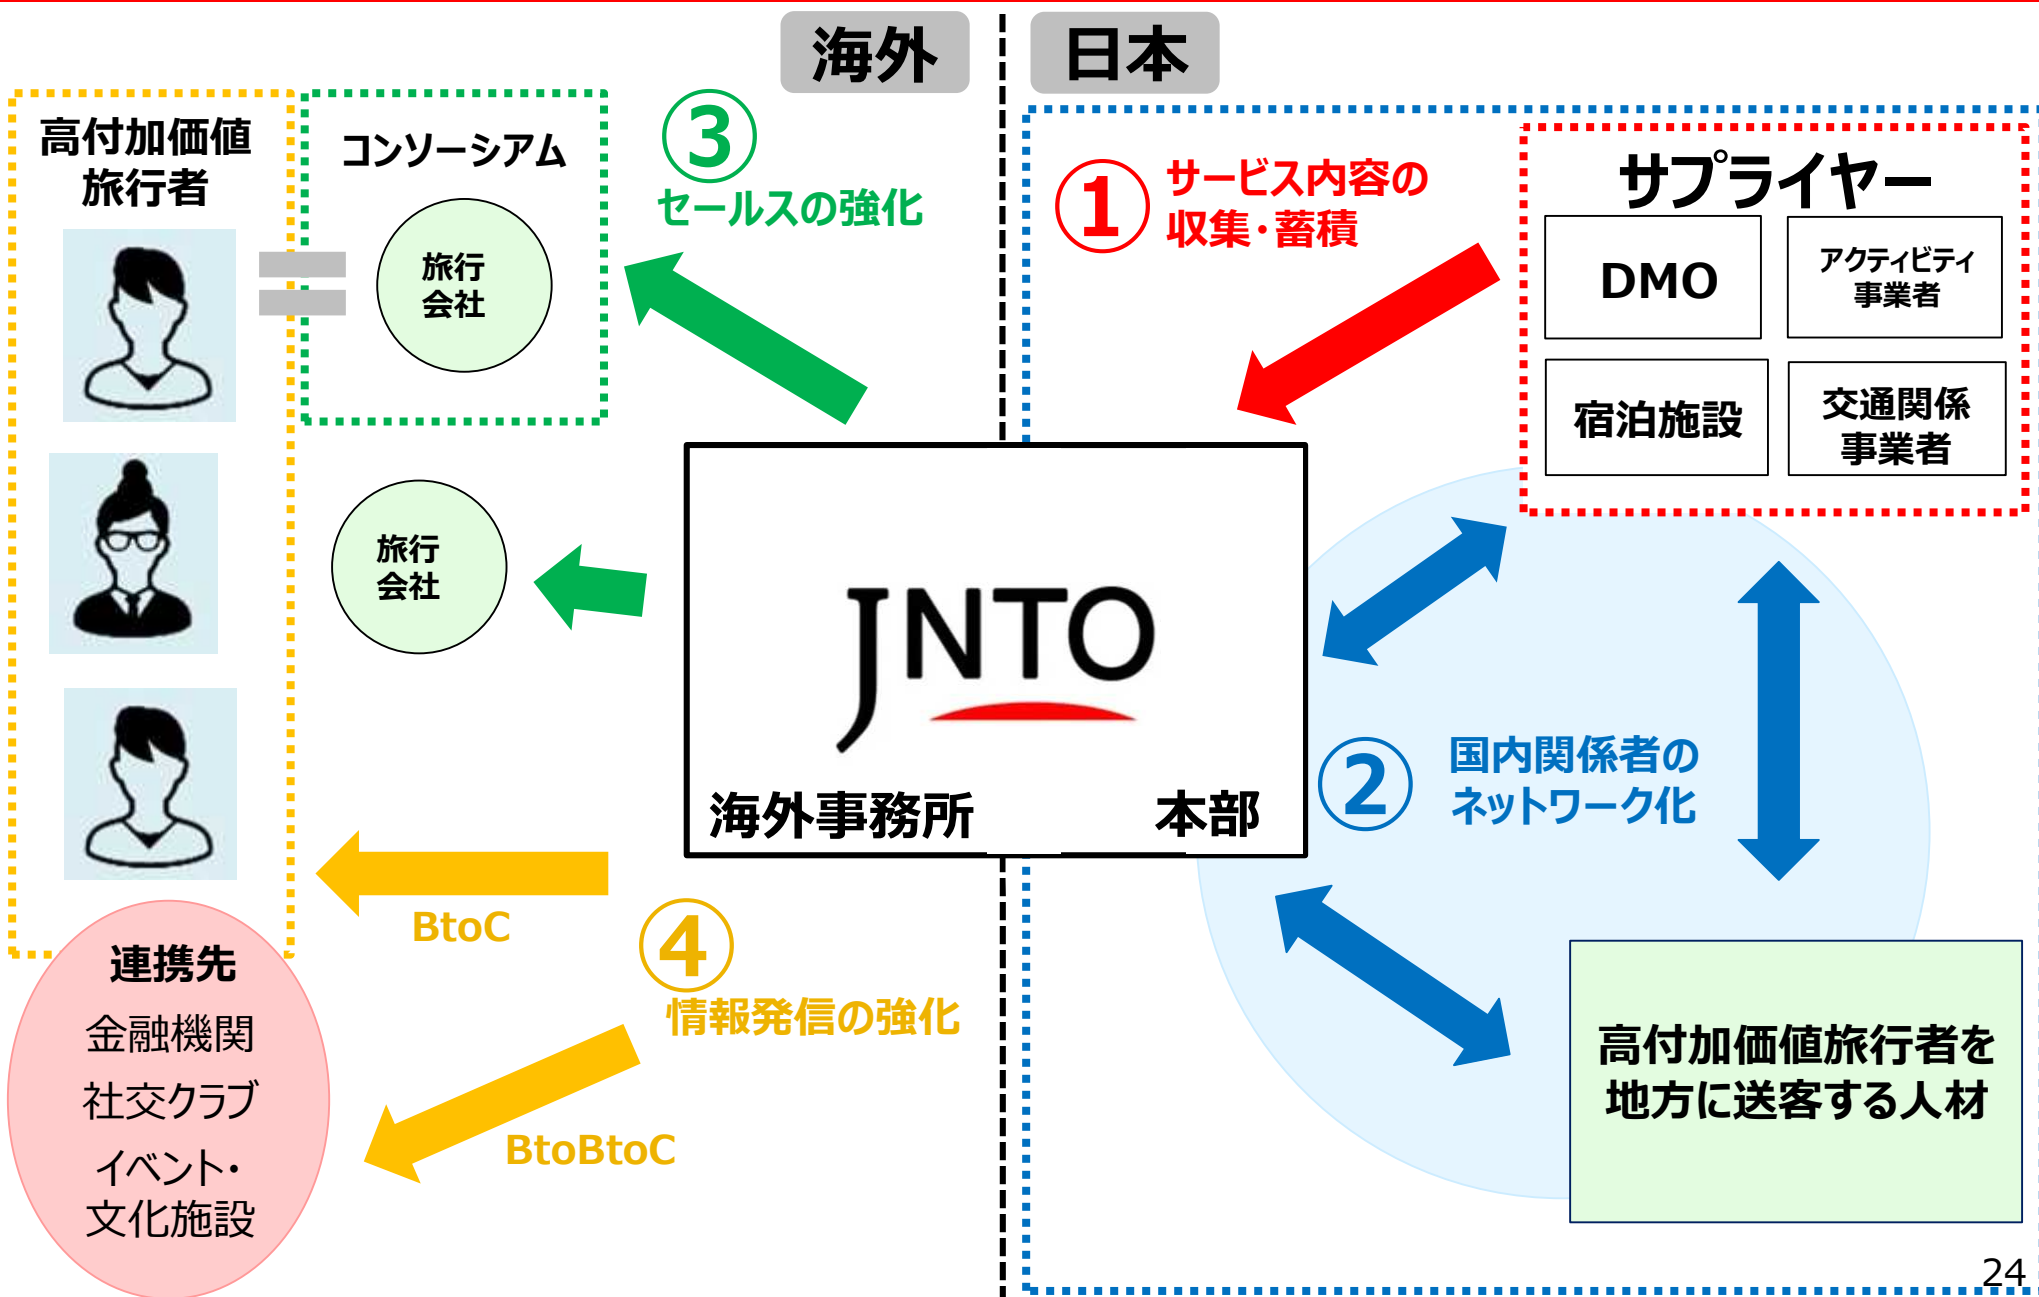 海外
日本
高付加価値
旅行者
コンソーシアム
旅行
会社
③
セールスの強化
①
サービス内容の
収集・蓄積
サプライヤー
DMO
アクティビティ
事業者
宿泊施設
交通関係
事業者
旅行
会社
JNTO
海外事務所
本部
②
国内関係者の
ネットワーク化
BtoC
④
情報発信の強化
BtoBtoC
連携先
金融機関
社交クラブ
イベント・
文化施設
高付加価値旅行者を
地方に送客する人材
24